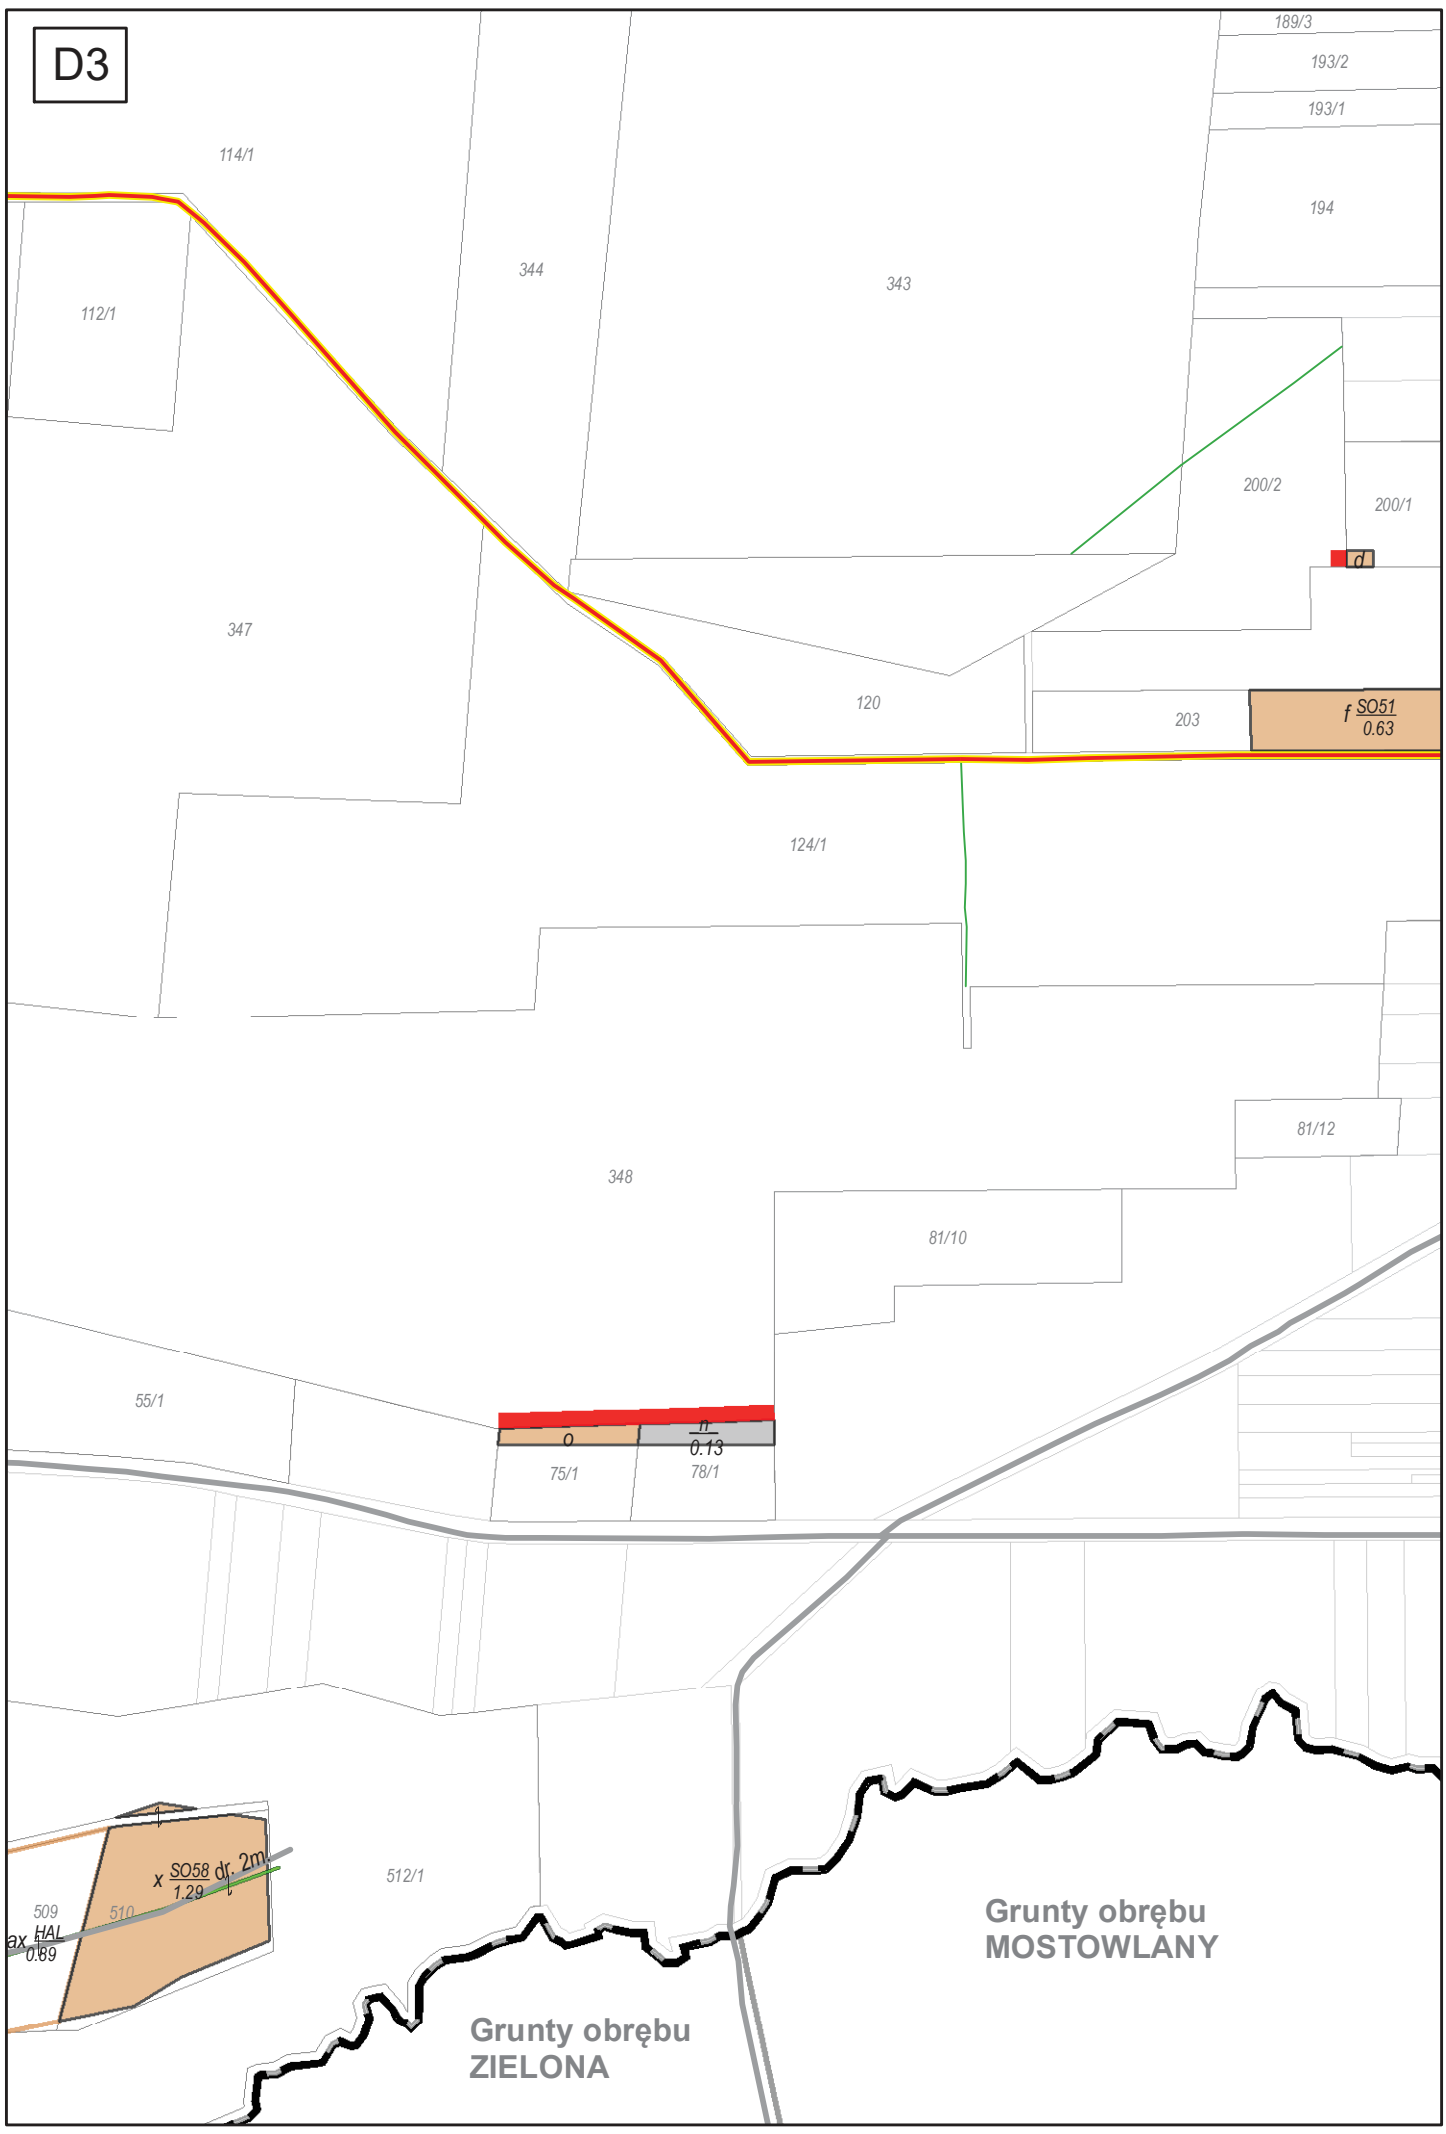 D3
189/3
193/2
193/1
114/1
194
344
343
112/1
200/2
200/1
d
347
120
203
f SO51
0.63
124/1
81/12
348
81/10
55/1
n
0.13
o
75/1
78/1
x SO58 dr. 2m.
1.29
512/1
509
510
ax HAL
0.89
Grunty obrębu
MOSTOWLANY
Grunty obrębu
ZIELONA